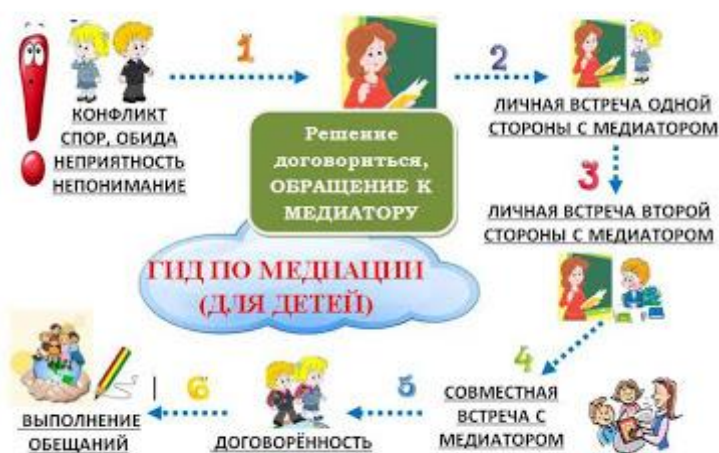 1
КОНФЛИКТ
СПОР, ОБИДА
НЕПРИЯТНОСТЬ
НЕПОНИМАНИЕ
Решение
договориться,
ОБРАЩЕНИЕ К
МЕДИАТОРУ
2
ЛИЧНАЯ ВСТРЕЧА ОДНОЙ
СТОРОНЫ С МЕДИАТОРОМ
3
ЛИЧНАЯ ВСТРЕЧА ВТОРОЙ
СТОРОНЫ С МЕДИАТОРОМ
ГИД ПО МЕДИАЦИИ
(ДЛЯ ДЕТЕЙ)
4
СОВМЕСТНАЯ
ВСТРЕЧА С
МЕДИАТОРОМ
5
ДОГОВОРЁННОСТЬ
6
ВЫПОЛНЕНИЕ
ОБЕЩАНИЙ